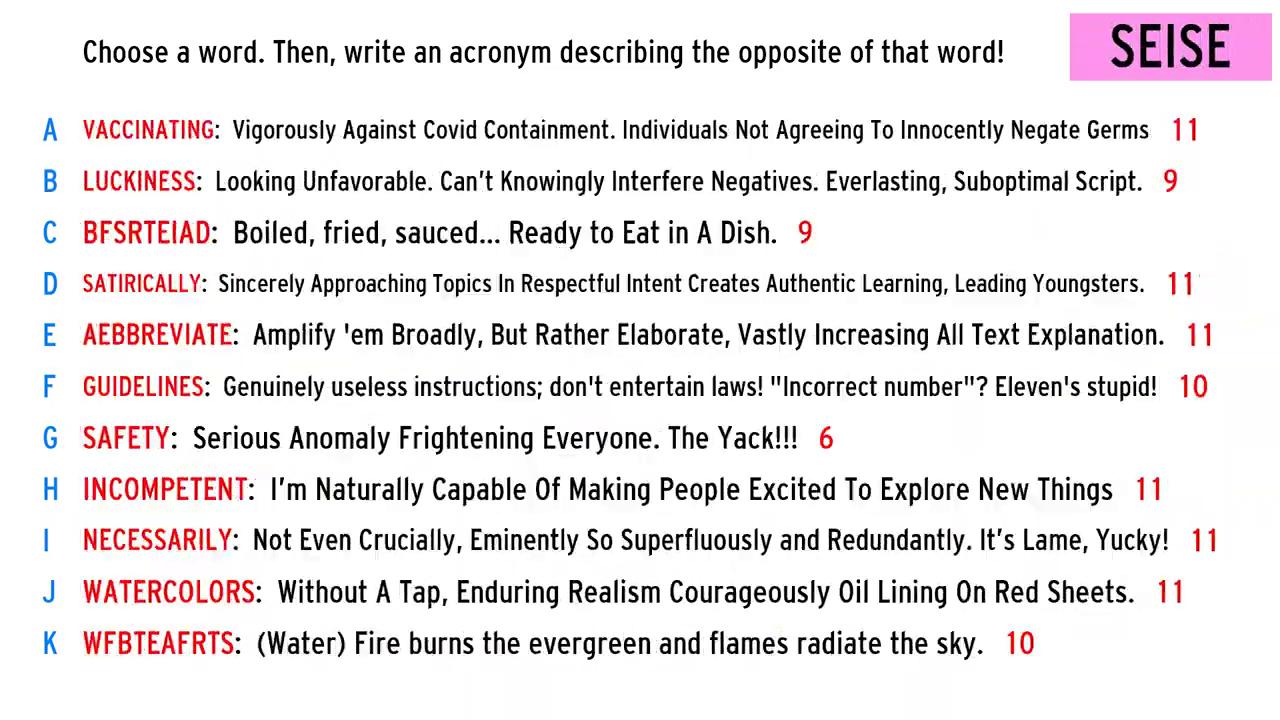 Choose a word. Then, write an acronym describing the opposite of that word!
SEISE
A VACCINATING: Vigorously Against Covid Containment. Individuals Not Agreeing To Innocently Negate Germs 11
B LUCKINESS: Looking Unfavorable. Can't Knowingly Interfere Negatives. Everlasting, Suboptimal Script. 9
C BFSRTEIAD: Boiled, fried, sauced... Ready to Eat in A Dish. 9
D SATIRICALLY: Sincerely Approaching Topics In Respectful Intent Creates Authentic Learning, Leading Youngsters. 11
E AEBBREVIATE: Amplify 'em Broadly, But Rather Elaborate, Vastly Increasing All Text Explanation. 11
F GUIDELINES: Genuinely useless instructions; don't entertain laws! "Incorrect number"? Eleven's stupid! 10
G SAFETY: Serious Anomaly Frightening Everyone. The Yack!!! 6
H INCOMPETENT: I'm Naturally Capable Of Making People Excited To Explore New Things 11
I NECESSARILY: Not Even Crucially, Eminently So Superfluously and Redundantly. It's Lame, Yucky! 11
J WATERCOLORS: Without A Tap, Enduring Realism Courageously Oil Lining On Red Sheets. 11
K WFBTEAFRTS: (Water) Fire burns the evergreen and flames radiate the sky. 10